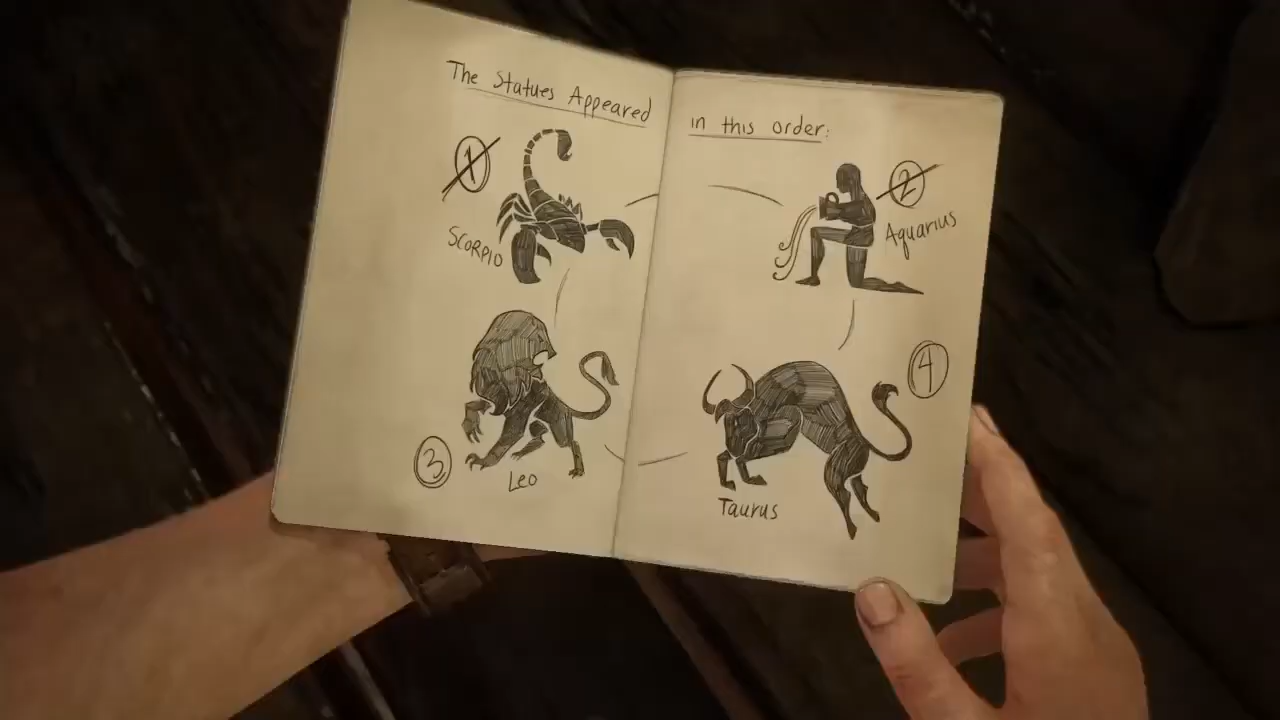 The Statues Appeared
in this order:
1
SCORPIO
2
Aquarius
3
Leo
4
Taurus